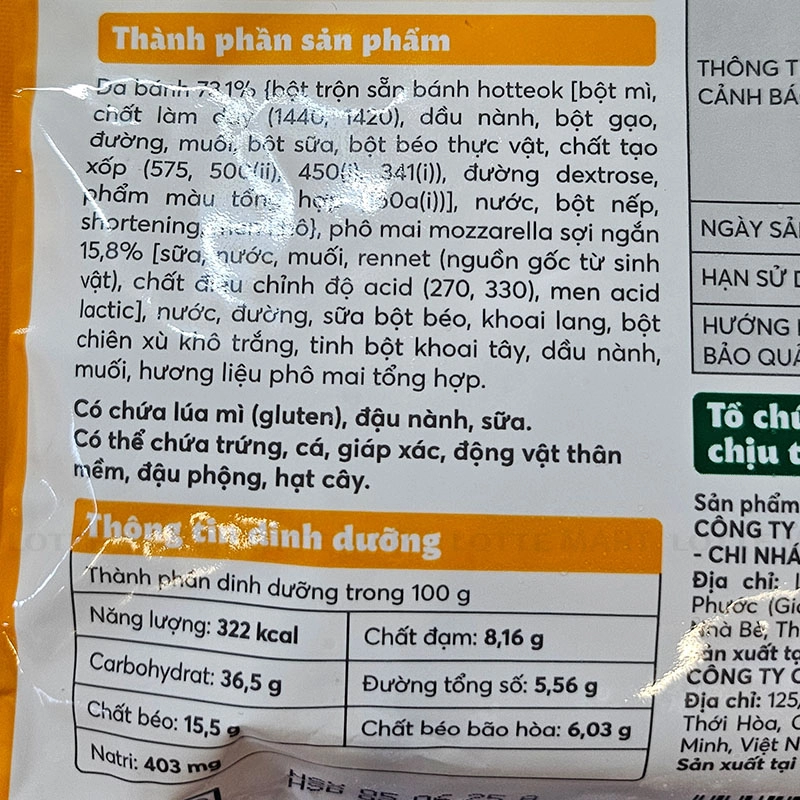 Thành phần sản phẩm
Da bánh 73,1% {bột trộn sẵn bánh hotteok [bột mì,
chất làm dày (1440, 1420), dầu nành, bột gạo,
đường, muối, bột sữa, bột béo thực vật, chất tạo
xốp (575, 500(ii), 450(i), 341(i)), đường dextrose,
phẩm màu tổng hợp
nước, bột nếp,
shortening,
phô mai mozzarella sợi ngắn
15,8% [sữa, nước, muối, rennet (nguồn gốc từ sinh
vật), chất điều chỉnh độ acid (270, 330), men acid
lactic], nước, đường, sữa bột béo, khoai lang, bột
chiên xù khô trắng, tinh bột khoai tây, dầu nành,
muối, hương liệu phô mai tổng hợp.
Có chứa lúa mì (gluten), đậu nành, sữa.
Có thể chứa trứng, cá, giáp xác, động vật thân
mềm, đậu phộng, hạt cây.
Thông tin dinh dưỡng
Thành phần dinh dưỡng trong 100 g
Năng lượng: 322 kcal
Chất đạm: 8,16 g
Carbohydrat: 36,5 g
Đường tổng số: 5,56 g
Chất béo: 15,5 g
Chất béo bão hòa: 6,03 g
Natri: 403 mg
THÔNG T
CẢNH BÁ
NGÀY SẢ
HẠN SỬ D
HƯỚNG
BẢO QUẢ
Tổ chứ
chịu t
Sản phẩm
CÔNG TY
- CHI NHÁ
Địa chỉ:
Phước (Gi
Nhà Bè, Th
Sản xuất tạ
CÔNG TY C
Địa chỉ: 125,
Thới Hòa,
Minh, Việt N
Sản xuất tại